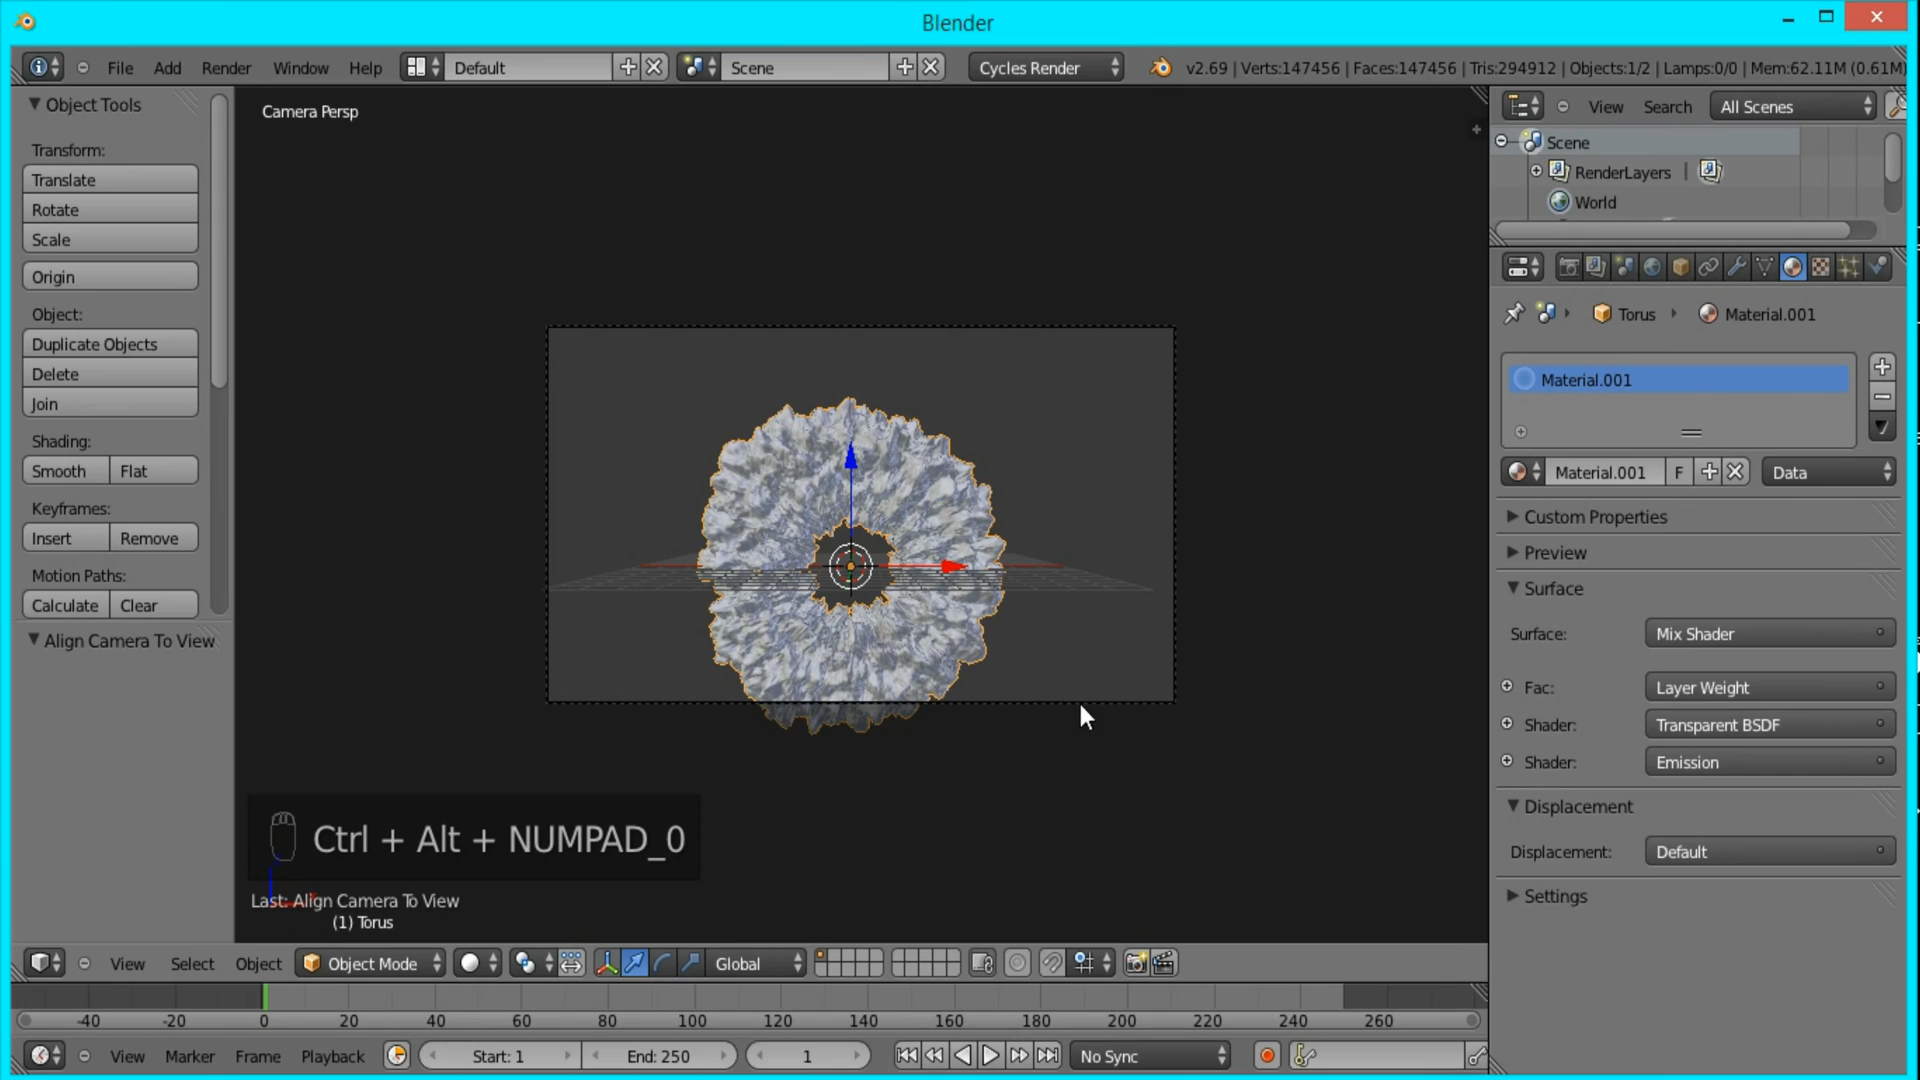 Blender
File Add Render Window Help Default Scene Cycles Render v2.69 | Verts:147456 | Faces:147456 | Tris:294912 | Objects:1/2 | Lamps:0/0 | Mem:62.11M (0.61M)
Object Tools
Transform:
Translate
Rotate
Scale
Origin
Object:
Duplicate Objects
Delete
Join
Shading:
Smooth Flat
Keyframes:
Insert Remove
Motion Paths:
Calculate Clear
Align Camera To View
Camera Persp
Ctrl + Alt + NUMPAD_0
Last: Align Camera To View
(1) Torus
View Search All Scenes
Scene
RenderLayers |
World
Torus Material.001
Material.001
Material.001 F Data
Custom Properties
Preview
Surface
Surface: Mix Shader
Fac: Layer Weight
Shader: Transparent BSDF
Shader: Emission
Displacement
Displacement: Default
Settings
View Select Object Object Mode Global
-40 -20 0 20 40 60 80 100 120 140 160 180 200 220 240 260
View Marker Frame Playback Start: 1 End: 250 1 No Sync